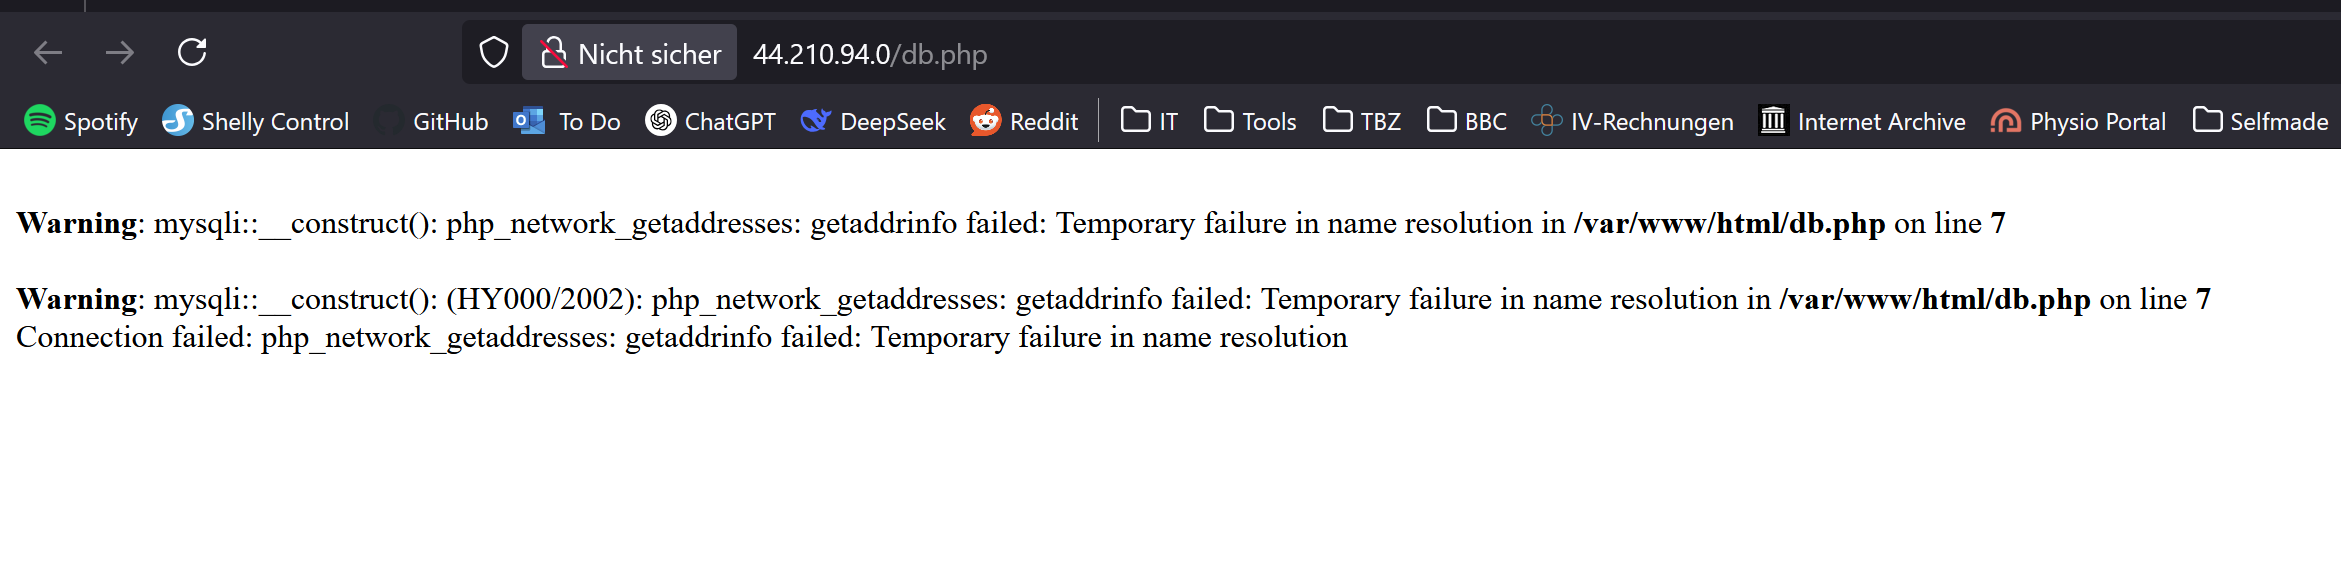 Nicht sicher 44.210.94.0/db.php
Spotify Shelly Control GitHub To Do ChatGPT DeepSeek Reddit IT Tools TBZ BBC IV-Rechnungen Internet Archive Physio Portal Selfmade
Warning: mysqli::__construct(): php_network_getaddresses: getaddrinfo failed: Temporary failure in name resolution in /var/www/html/db.php on line 7
Warning: mysqli::__construct(): (HY000/2002): php_network_getaddresses: getaddrinfo failed: Temporary failure in name resolution in /var/www/html/db.php on line 7
Connection failed: php_network_getaddresses: getaddrinfo failed: Temporary failure in name resolution